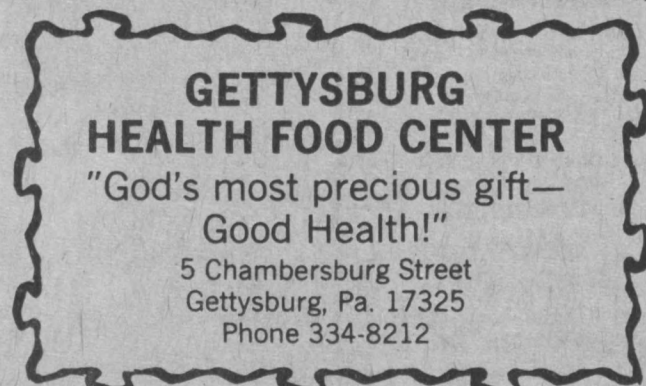 GETTYSBURG
HEALTH FOOD CENTER
"God's most precious gift—
Good Health!"
5 Chambersburg Street
Gettysburg, Pa. 17325
Phone 334-8212